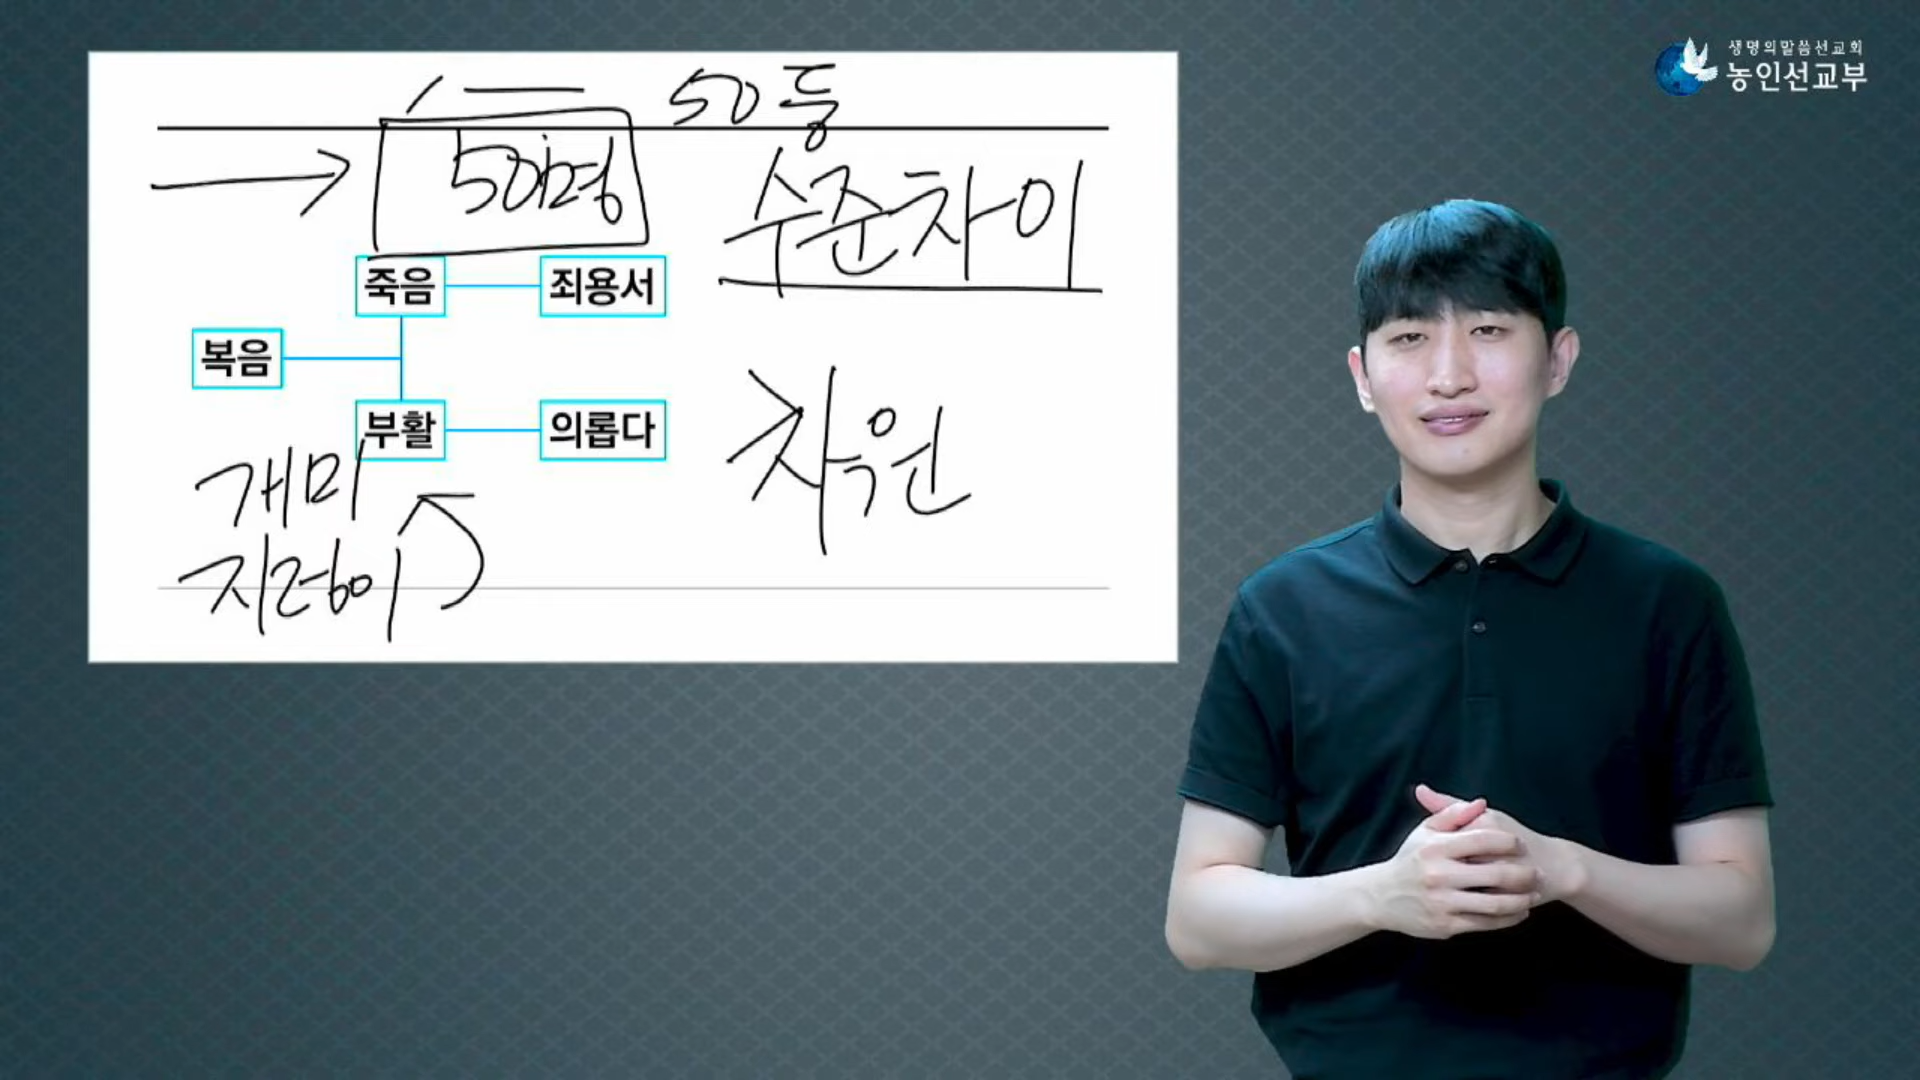 생명의말씀선교회
농인선교부
50등
50명
수준차이
죽음
죄용서
복음
부활
의롭다
차원
개미
지렁이